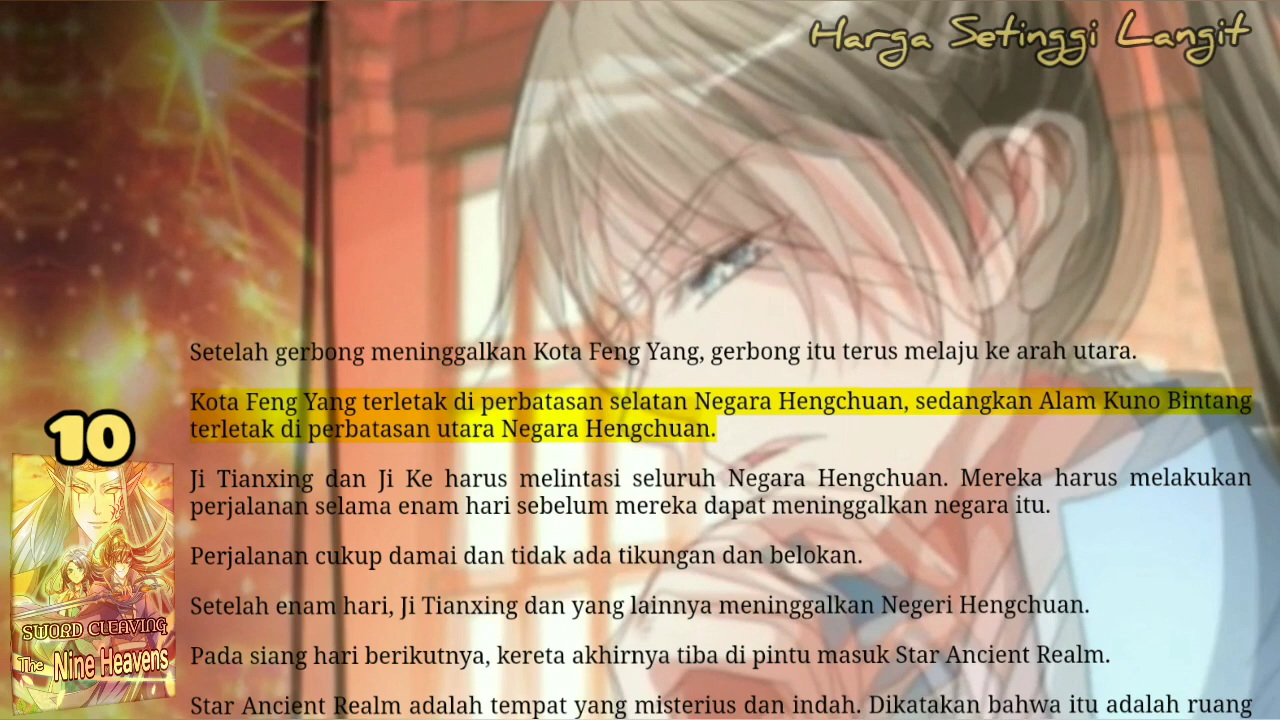 Harga Setinggi Langit
Setelah gerbong meninggalkan Kota Feng Yang, gerbong itu terus melaju ke arah utara.
Kota Feng Yang terletak di perbatasan selatan Negara Hengchuan, sedangkan Alam Kuno Bintang
terletak di perbatasan utara Negara Hengchuan.
Ji Tianxing dan Ji Ke harus melintasi seluruh Negara Hengchuan. Mereka harus melakukan
perjalanan selama enam hari sebelum mereka dapat meninggalkan negara itu.
Perjalanan cukup damai dan tidak ada tikungan dan belokan.
Setelah enam hari, Ji Tianxing dan yang lainnya meninggalkan Negeri Hengchuan.
Pada siang hari berikutnya, kereta akhirnya tiba di pintu masuk Star Ancient Realm.
Star Ancient Realm adalah tempat yang misterius dan indah. Dikatakan bahwa itu adalah ruang
10
SWORD CLEAVING
The Nine Heavens